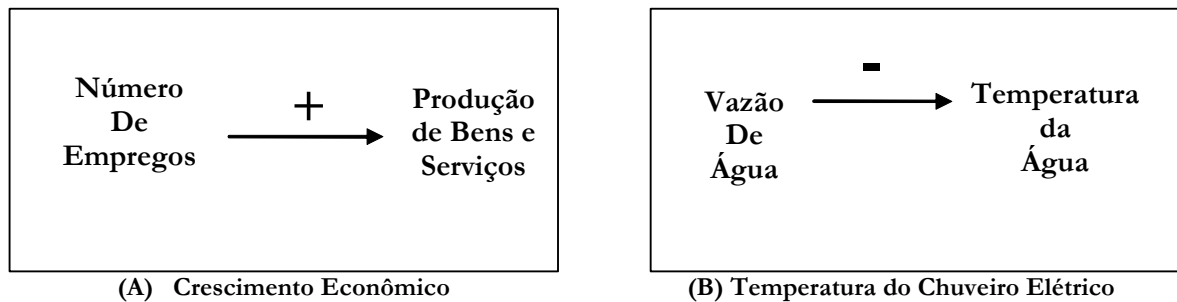 Número
De
Empregos
+
Produção
de Bens e
Serviços
(A) Crescimento Econômico
Vazão
De
Água
-
Temperatura
da
Água
(B) Temperatura do Chuveiro Elétrico